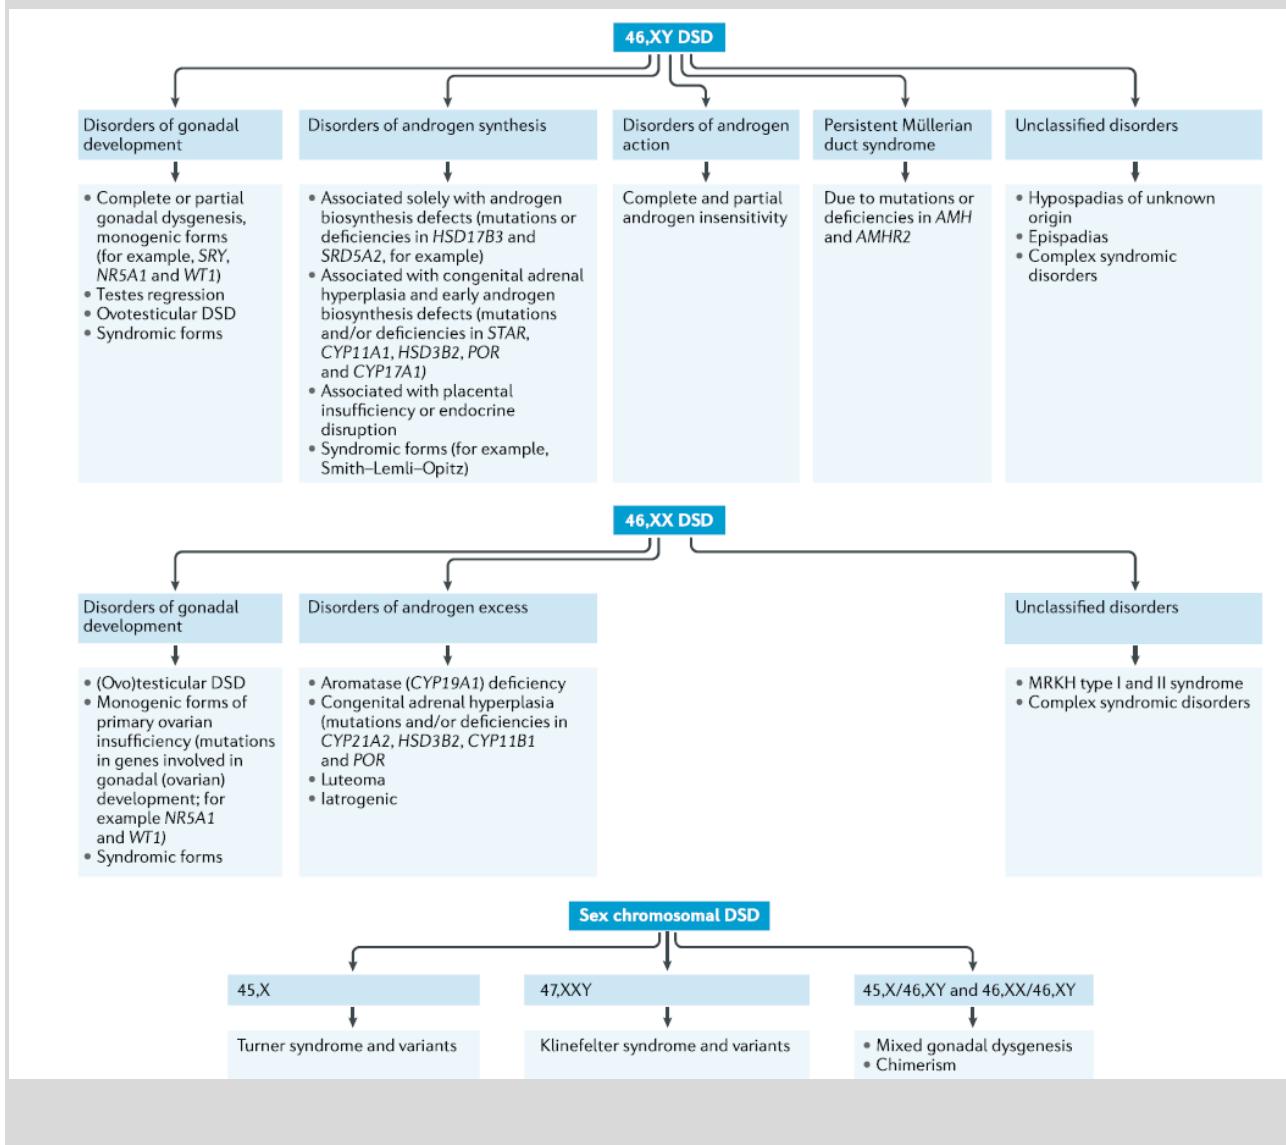 46,XY DSD
Disorders of gonadal
development
Complete or partial
gonadal dysgenesis,
monogenic forms
(for example, SRY,
NR5A1 and WT1)
Testes regression
Ovotesticular DSD
Syndromic forms
Disorders of androgen synthesis
Associated solely with androgen
biosynthesis defects (mutations or
deficiencies in HSD17B3 and
SRD5A2, for example)
Associated with congenital adrenal
hyperplasia and early androgen
biosynthesis defects (mutations
and/or deficiencies in STAR,
CYP11A1, HSD3B2, POR
and CYP17A1)
Associated with placental
insufficiency or endocrine
disruption
Syndromic forms (for example,
Smith–Lemli–Opitz)
Disorders of androgen
action
Complete and partial
androgen insensitivity
Persistent Müllerian
duct syndrome
Due to mutations or
deficiencies in AMH
and AMHR2
Unclassified disorders
Hypospadias of unknown
origin
Epispadias
Complex syndromic
disorders
46,XX DSD
Disorders of gonadal
development
(Ovo)testicular DSD
Monogenic forms of
primary ovarian
insufficiency (mutations
in genes involved in
gonadal (ovarian)
development; for
example NR5A1
and WT1)
Syndromic forms
Disorders of androgen excess
Aromatase (CYP19A1) deficiency
Congenital adrenal hyperplasia
(mutations and/or deficiencies in
CYP21A2, HSD3B2, CYP11B1
and POR
Luteoma
Iatrogenic
Unclassified disorders
MRKH type I and II syndrome
Complex syndromic disorders
Sex chromosomal DSD
45,X
Turner syndrome and variants
47,XXY
Klinefelter syndrome and variants
45,X/46,XY and 46,XX/46,XY
Mixed gonadal dysgenesis
Chimerism